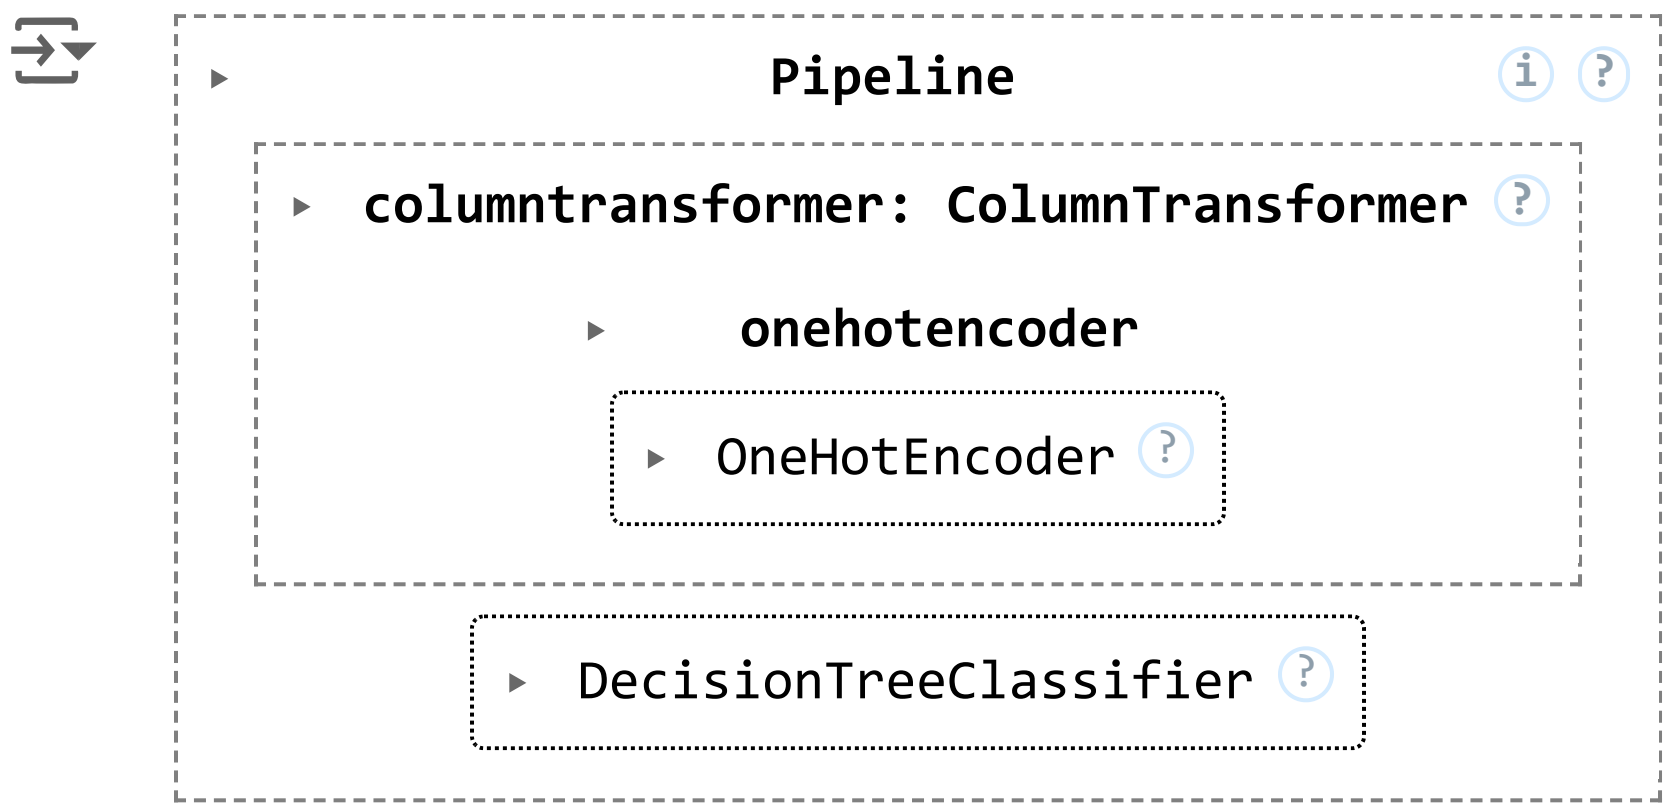 Pipeline i ?
columntransformer: ColumnTransformer ?
onehotencoder
OneHotEncoder ?
DecisionTreeClassifier ?